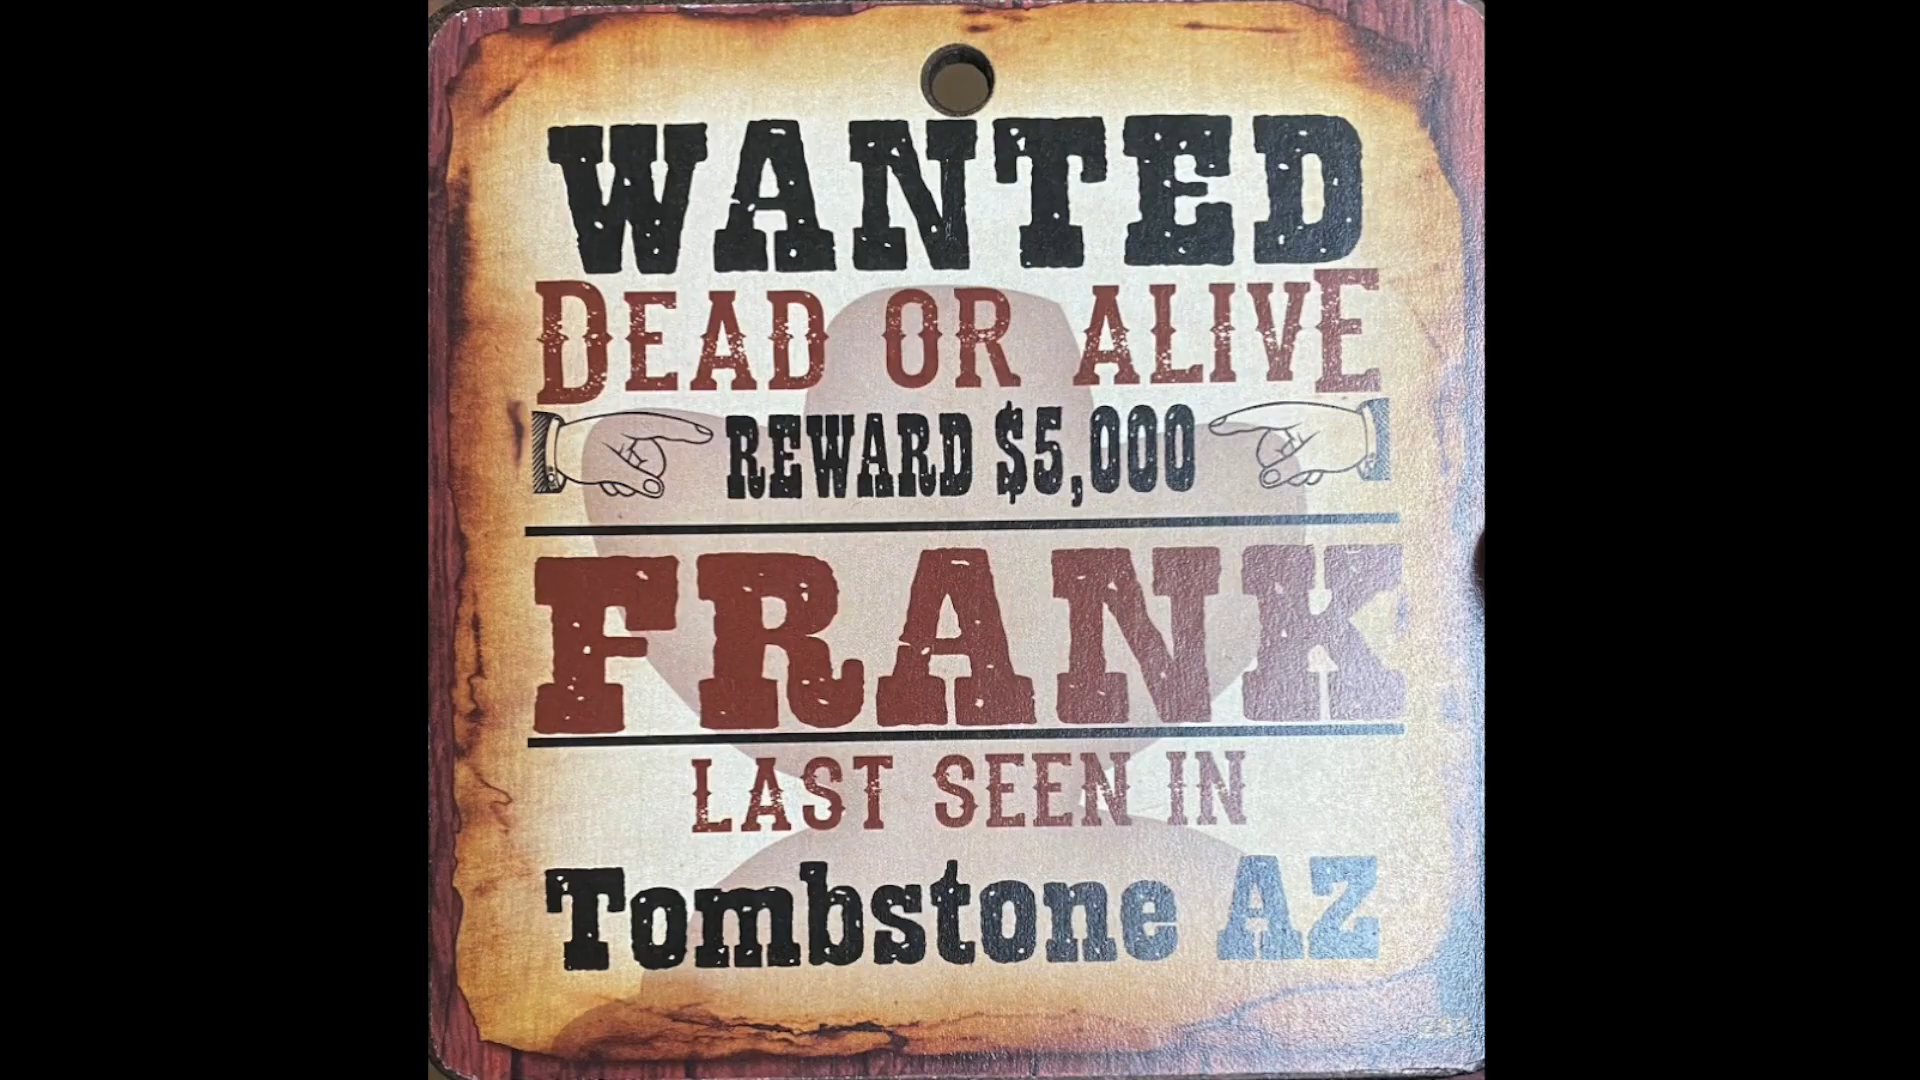 WANTED
DEAD OR ALIVE
REWARD $5,000
FRANK
LAST SEEN IN
Tombstone AZ